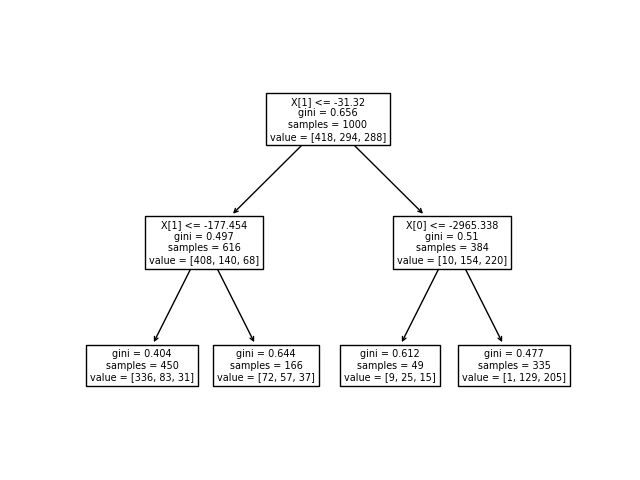 X[1] <= -31.32
gini = 0.656
samples = 1000
value = [418, 294, 288]
X[1] <= -177.454
gini = 0.497
samples = 616
value = [408, 140, 68]
X[0] <= -2965.338
gini = 0.51
samples = 384
value = [10, 154, 220]
gini = 0.404
samples = 450
value = [336, 83, 31]
gini = 0.644
samples = 166
value = [72, 57, 37]
gini = 0.612
samples = 49
value = [9, 25, 15]
gini = 0.477
samples = 335
value = [1, 129, 205]